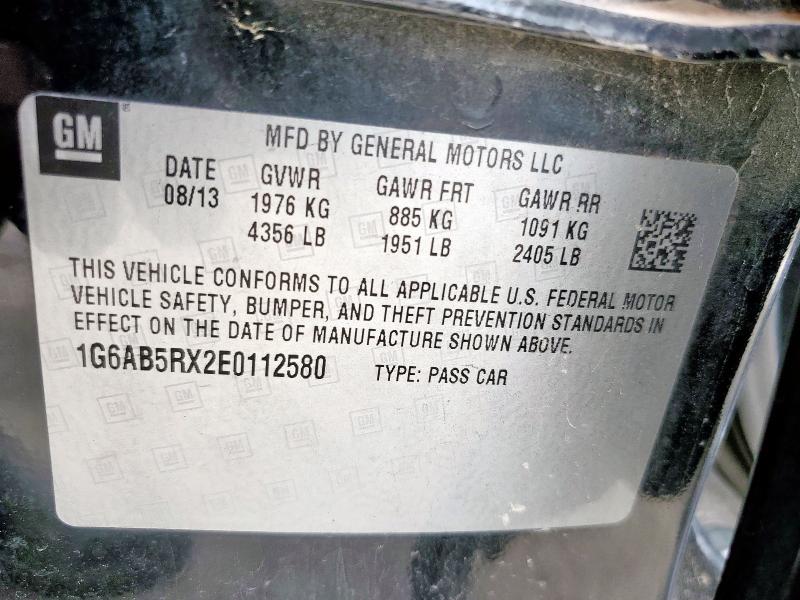 GM
MFD BY GENERAL MOTORS LLC
DATE GVWR GAWR FRT GAWR RR
08/13 1976 KG 885 KG 1091 KG
4356 LB 1951 LB 2405 LB
THIS VEHICLE CONFORMS TO ALL APPLICABLE U.S. FEDERAL MOTOR
VEHICLE SAFETY, BUMPER, AND THEFT PREVENTION STANDARDS IN
EFFECT ON THE DATE OF MANUFACTURE SHOWN ABOVE.
1G6AB5RX2E0112580 TYPE: PASS CAR